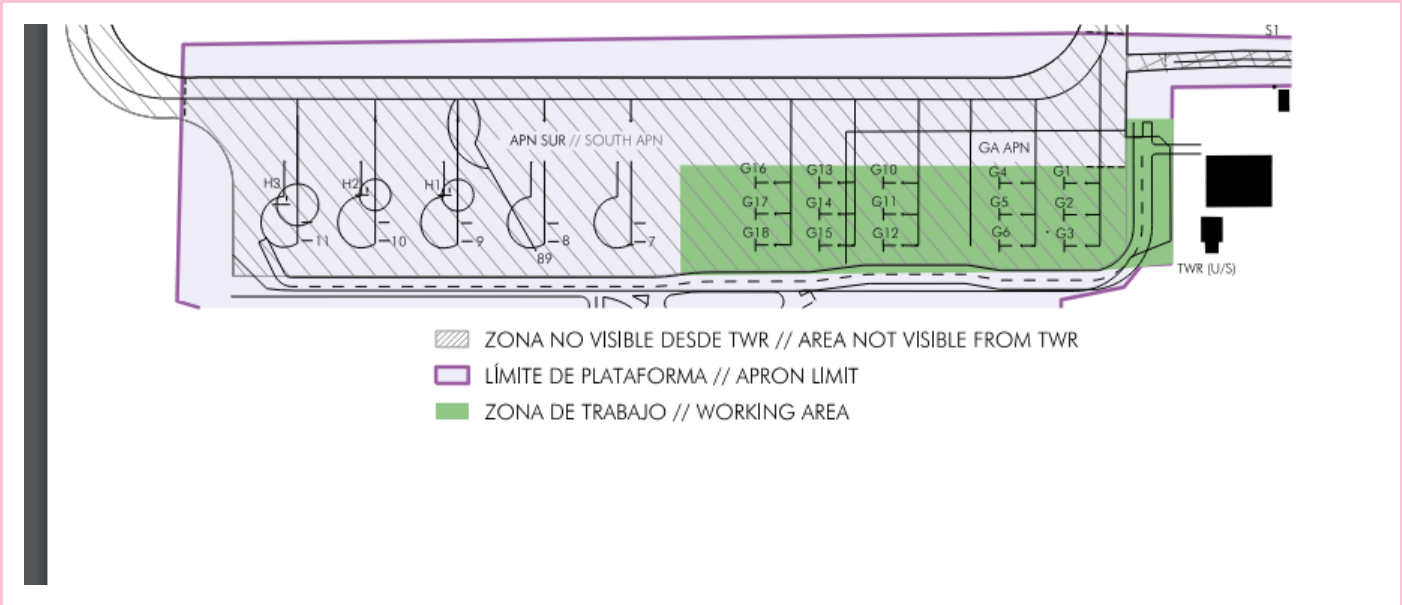 S1
APN SUR // SOUTH APN
GA APN
G16 G13 G10 G4 G1
H3 H2 H1
G17 G14 G11 G5 G2
G18 G15 G12 G6 G3
11 10 9 8 7
89
TWR (U/S)
ZONA NO VISIBLE DESDE TWR // AREA NOT VISIBLE FROM TWR
LÍMITE DE PLATAFORMA // APRON LIMIT
ZONA DE TRABAJO // WORKING AREA